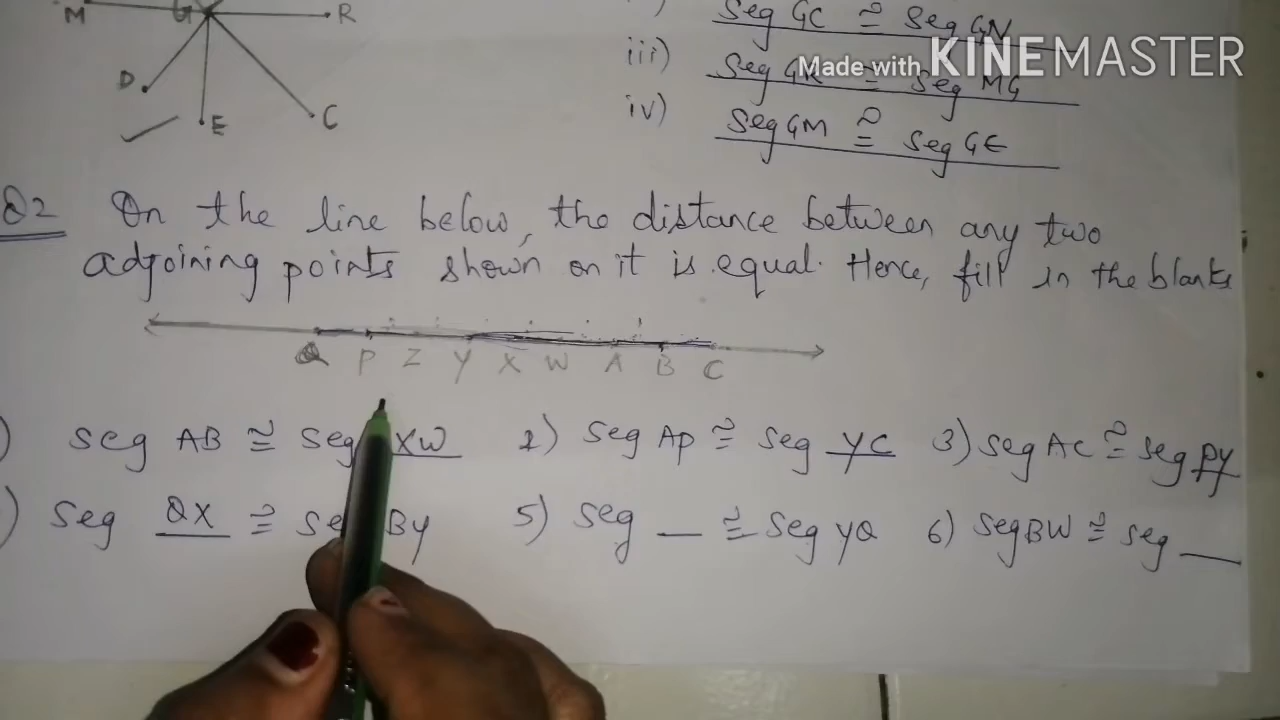 M G R
Seg GC ≅ Seg GN
iii) Seg GR ≅ Seg MG
Made with KINEMASTER
D
E
C
iv) Seg GM ≅ Seg GE
Q2 On the line below, the distance between any two
adjoining points shown on it is equal. Hence, fill in the blanks
Q P Z Y X W A B C
) seg AB ≅ seg XW 2) seg AP ≅ seg YC 3) seg AC ≅ seg PY
) seg QX ≅ seg BY 5) seg __ ≅ seg YQ 6) seg BW ≅ seg __